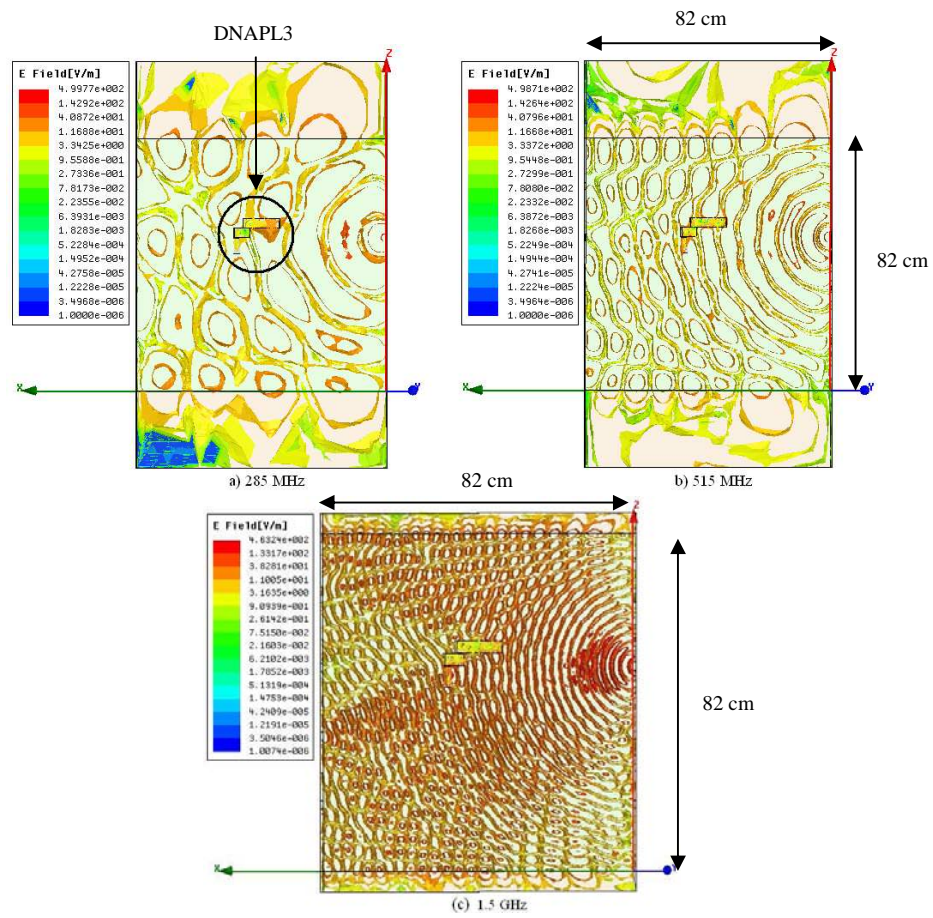 DNAPL3
82 cm
E Field[V/m]
4.9977e+002
1.4292e+002
4.0872e+001
1.1688e+001
3.3425e+000
9.5588e-001
2.7336e-001
7.8173e-002
2.2355e-002
6.3931e-003
1.8283e-003
5.2284e-004
1.4952e-004
4.2758e-005
1.2228e-005
3.4968e-006
1.0000e-006
Z
X
Y
a) 285 MHz
E Field[V/m]
4.9871e+002
1.4264e+002
4.0796e+001
1.1668e+001
3.3372e+000
9.5448e-001
2.7299e-001
7.8080e-002
2.2332e-002
6.3872e-003
1.8268e-003
5.2249e-004
1.4944e-004
4.2741e-005
1.2224e-005
3.4964e-006
1.0000e-006
Z
X
Y
82 cm
b) 515 MHz
82 cm
E Field[V/m]
4.6324e+002
1.3317e+002
3.8281e+001
1.1005e+001
3.1635e+000
9.0939e-001
2.6142e-001
7.5150e-002
2.1603e-002
6.2102e-003
1.7852e-003
5.1319e-004
1.4753e-004
4.2409e-005
1.2191e-005
3.5046e-006
1.0074e-006
Z
X
82 cm
(c) 1.5 GHz